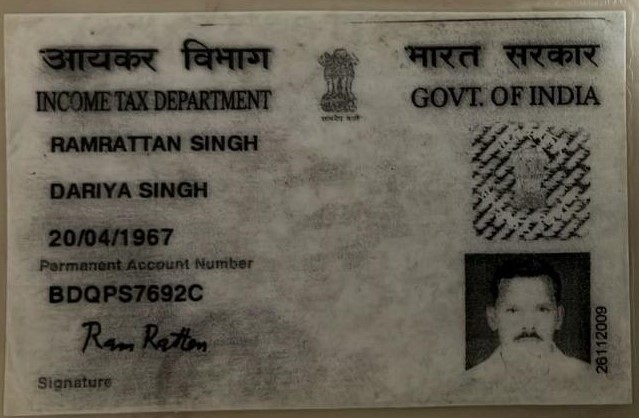 आयकर विभाग
भारत सरकार
INCOME TAX DEPARTMENT
GOVT. OF INDIA
RAMRATTAN SINGH
DARIYA SINGH
20/04/1967
Permanent Account Number
BDQPS7692C
Ram Rattan
Signature
26112009